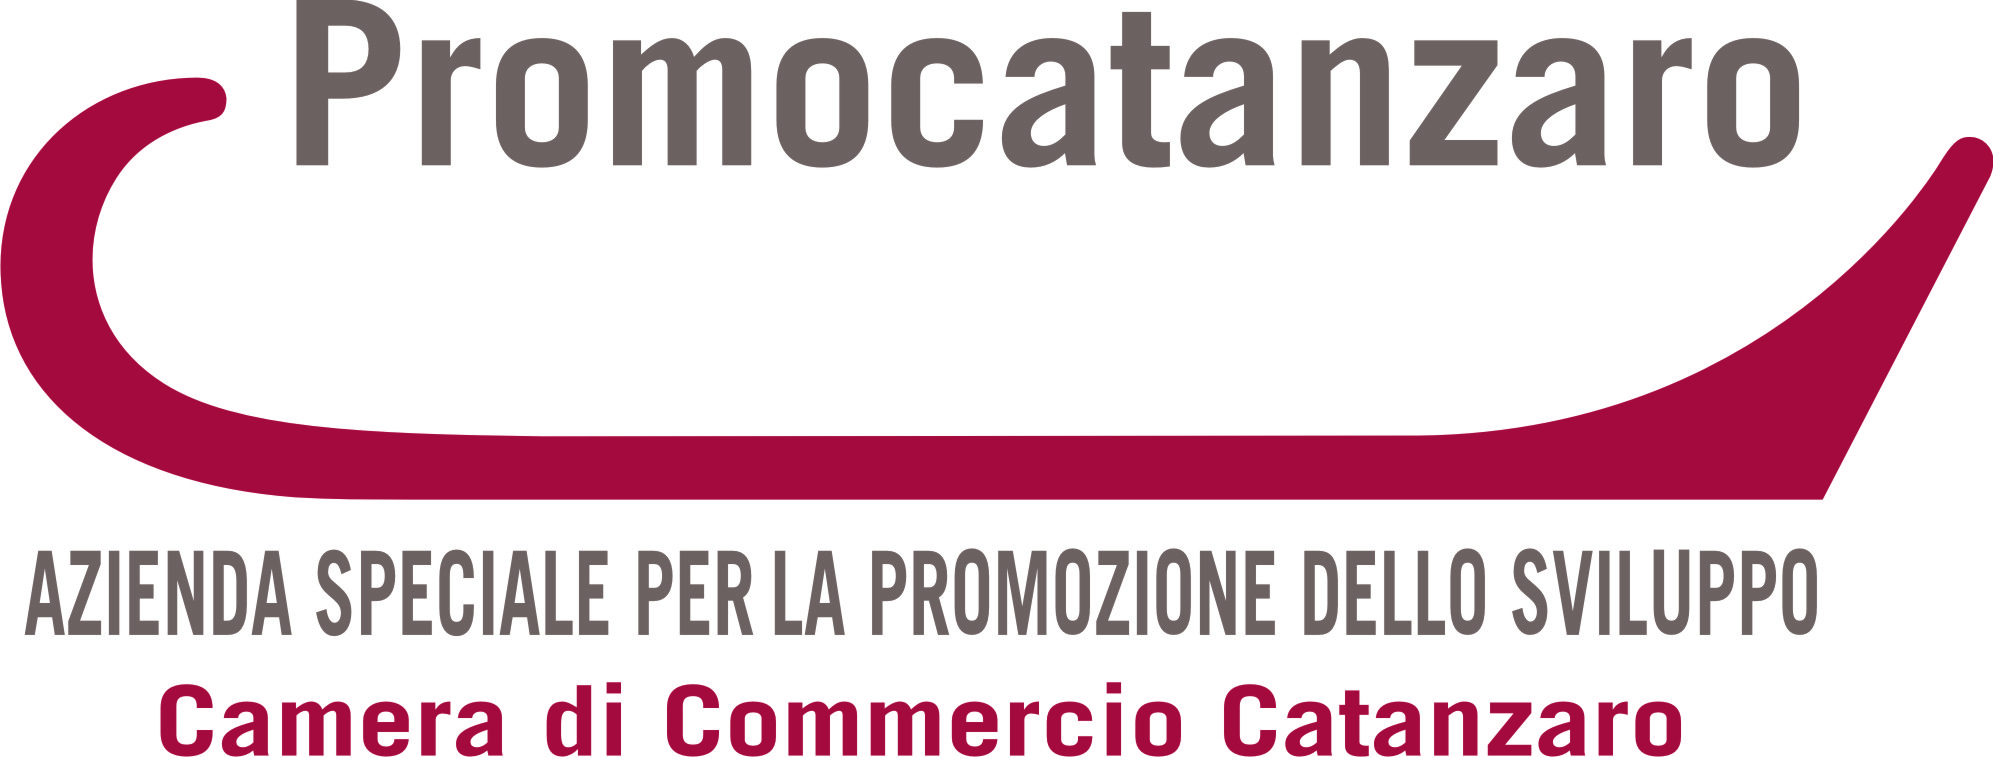 Promocatanzaro
AZIENDA SPECIALE PER LA PROMOZIONE DELLO SVILUPPO
Camera di Commercio Catanzaro